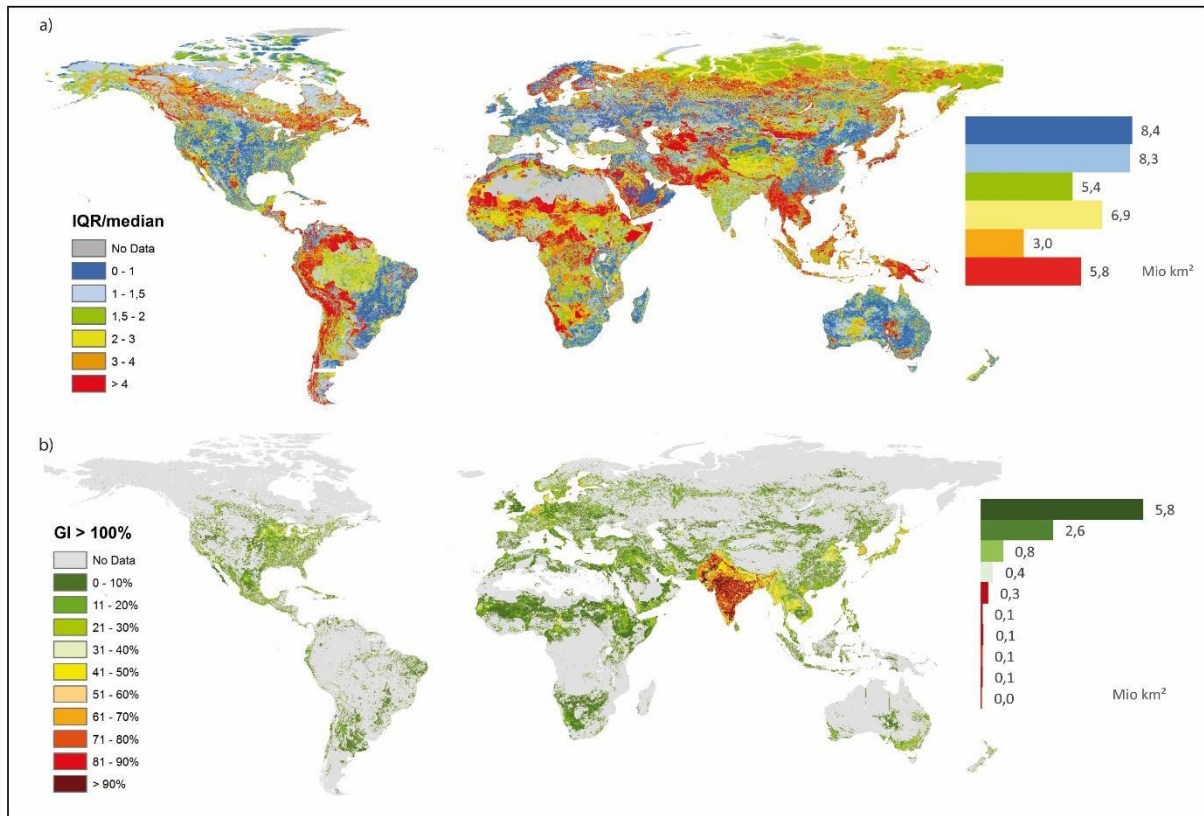 a)
8,4
8,3
5,4
6,9
3,0
5,8 Mio km²
IQR/median
No Data
0 - 1
1 - 1,5
1,5 - 2
2 - 3
3 - 4
> 4
b)
GI > 100%
No Data
0 - 10%
11 - 20%
21 - 30%
31 - 40%
41 - 50%
51 - 60%
61 - 70%
71 - 80%
81 - 90%
> 90%
5,8
2,6
0,8
0,4
0,3
0,1
0,1
0,1
0,1
0,0 Mio km²